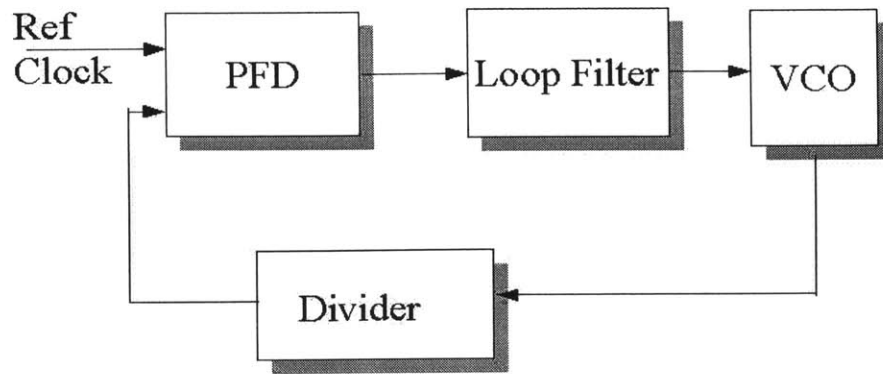 Ref
Clock
PFD
Loop Filter
VCO
Divider